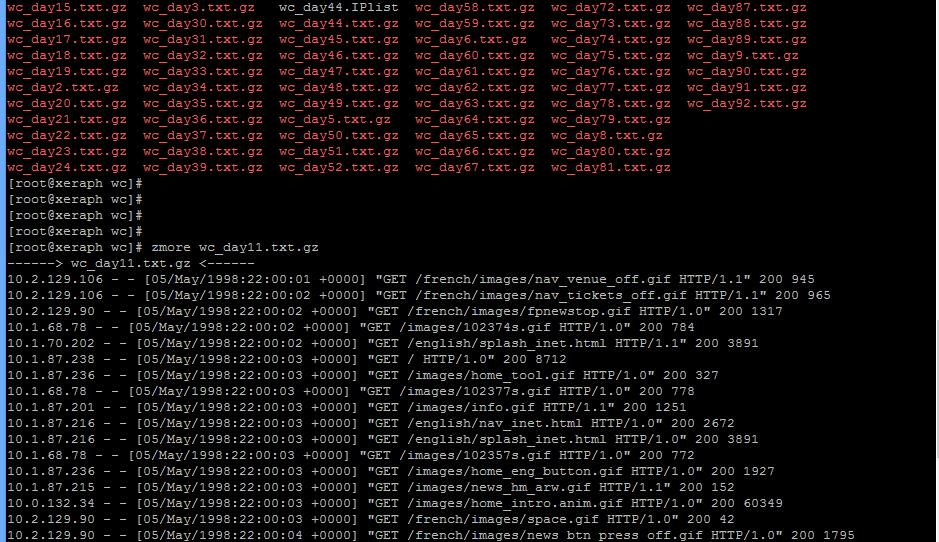 wc_day15.txt.gz wc_day3.txt.gz wc_day44.IPlist wc_day58.txt.gz wc_day72.txt.gz wc_day87.txt.gz
wc_day16.txt.gz wc_day30.txt.gz wc_day44.txt.gz wc_day59.txt.gz wc_day73.txt.gz wc_day88.txt.gz
wc_day17.txt.gz wc_day31.txt.gz wc_day45.txt.gz wc_day6.txt.gz wc_day74.txt.gz wc_day89.txt.gz
wc_day18.txt.gz wc_day32.txt.gz wc_day46.txt.gz wc_day60.txt.gz wc_day75.txt.gz wc_day9.txt.gz
wc_day19.txt.gz wc_day33.txt.gz wc_day47.txt.gz wc_day61.txt.gz wc_day76.txt.gz wc_day90.txt.gz
wc_day2.txt.gz wc_day34.txt.gz wc_day48.txt.gz wc_day62.txt.gz wc_day77.txt.gz wc_day91.txt.gz
wc_day20.txt.gz wc_day35.txt.gz wc_day49.txt.gz wc_day63.txt.gz wc_day78.txt.gz wc_day92.txt.gz
wc_day21.txt.gz wc_day36.txt.gz wc_day5.txt.gz wc_day64.txt.gz wc_day79.txt.gz
wc_day22.txt.gz wc_day37.txt.gz wc_day50.txt.gz wc_day65.txt.gz wc_day8.txt.gz
wc_day23.txt.gz wc_day38.txt.gz wc_day51.txt.gz wc_day66.txt.gz wc_day80.txt.gz
wc_day24.txt.gz wc_day39.txt.gz wc_day52.txt.gz wc_day67.txt.gz wc_day81.txt.gz
[root@xeraph wc]#
[root@xeraph wc]#
[root@xeraph wc]#
[root@xeraph wc]#
[root@xeraph wc]# zmore wc_day11.txt.gz
------> wc_day11.txt.gz <------
10.2.129.106 - - [05/May/1998:22:00:01 +0000] "GET /french/images/nav_venue_off.gif HTTP/1.1" 200 945
10.2.129.106 - - [05/May/1998:22:00:02 +0000] "GET /french/images/nav_tickets_off.gif HTTP/1.1" 200 965
10.2.129.90 - - [05/May/1998:22:00:02 +0000] "GET /french/images/fpnewstop.gif HTTP/1.0" 200 1317
10.1.68.78 - - [05/May/1998:22:00:02 +0000] "GET /images/102374s.gif HTTP/1.0" 200 784
10.1.70.202 - - [05/May/1998:22:00:02 +0000] "GET /english/splash_inet.html HTTP/1.1" 200 3891
10.1.87.238 - - [05/May/1998:22:00:03 +0000] "GET / HTTP/1.0" 200 8712
10.1.87.236 - - [05/May/1998:22:00:03 +0000] "GET /images/home_tool.gif HTTP/1.0" 200 327
10.1.68.78 - - [05/May/1998:22:00:03 +0000] "GET /images/102377s.gif HTTP/1.0" 200 778
10.1.87.201 - - [05/May/1998:22:00:03 +0000] "GET /images/info.gif HTTP/1.1" 200 1251
10.1.87.216 - - [05/May/1998:22:00:03 +0000] "GET /english/nav_inet.html HTTP/1.0" 200 2672
10.1.87.216 - - [05/May/1998:22:00:03 +0000] "GET /english/splash_inet.html HTTP/1.0" 200 3891
10.1.68.78 - - [05/May/1998:22:00:03 +0000] "GET /images/102357s.gif HTTP/1.0" 200 772
10.1.87.236 - - [05/May/1998:22:00:03 +0000] "GET /images/home_eng_button.gif HTTP/1.0" 200 1927
10.1.87.215 - - [05/May/1998:22:00:03 +0000] "GET /images/news_hm_arw.gif HTTP/1.1" 200 152
10.0.132.34 - - [05/May/1998:22:00:03 +0000] "GET /images/home_intro.anim.gif HTTP/1.0" 200 60349
10.2.129.90 - - [05/May/1998:22:00:03 +0000] "GET /french/images/space.gif HTTP/1.0" 200 42
10.2.129.90 - - [05/May/1998:22:00:04 +0000] "GET /french/images/news_btn_press_off.gif HTTP/1.0" 200 1795